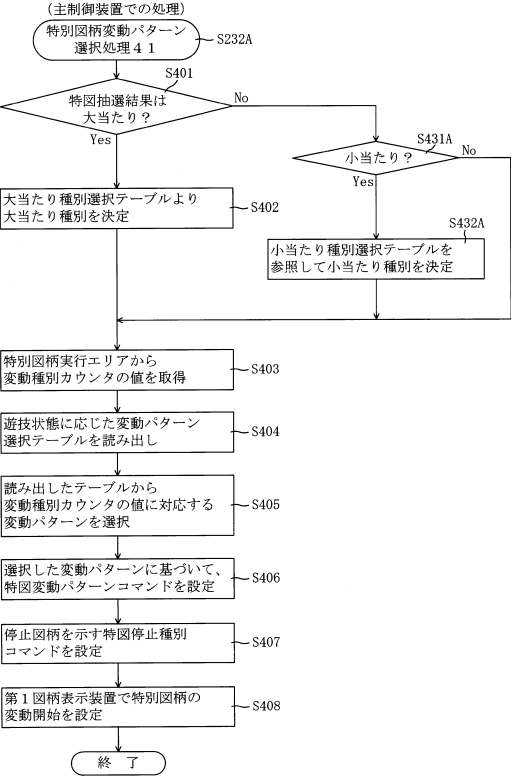 (主制御装置での処理)
特別図柄変動パターン
選択処理41
S232A
S401
特図抽選結果は
大当たり?
No
Yes
S431A
小当たり?
No
Yes
大当たり種別選択テーブルより
大当たり種別を決定
S402
S432A
小当たり種別選択テーブルを
参照して小当たり種別を決定
特別図柄実行エリアから
変動種別カウンタの値を取得
S403
遊技状態に応じた変動パターン
選択テーブルを読み出し
S404
読み出したテーブルから
変動種別カウンタの値に対応する
変動パターンを選択
S405
選択した変動パターンに基づいて、
特図変動パターンコマンドを設定
S406
停止図柄を示す特図停止種別
コマンドを設定
S407
第1図柄表示装置で特別図柄の
変動開始を設定
S408
終 了